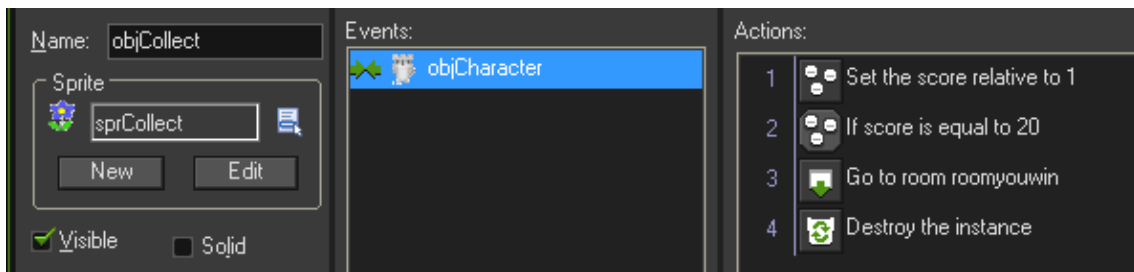 Name: objCollect
Sprite
sprCollect
New Edit
Visible Solid
Events:
objCharacter
Actions:
1 Set the score relative to 1
2 If score is equal to 20
3 Go to room roomyouwin
4 Destroy the instance